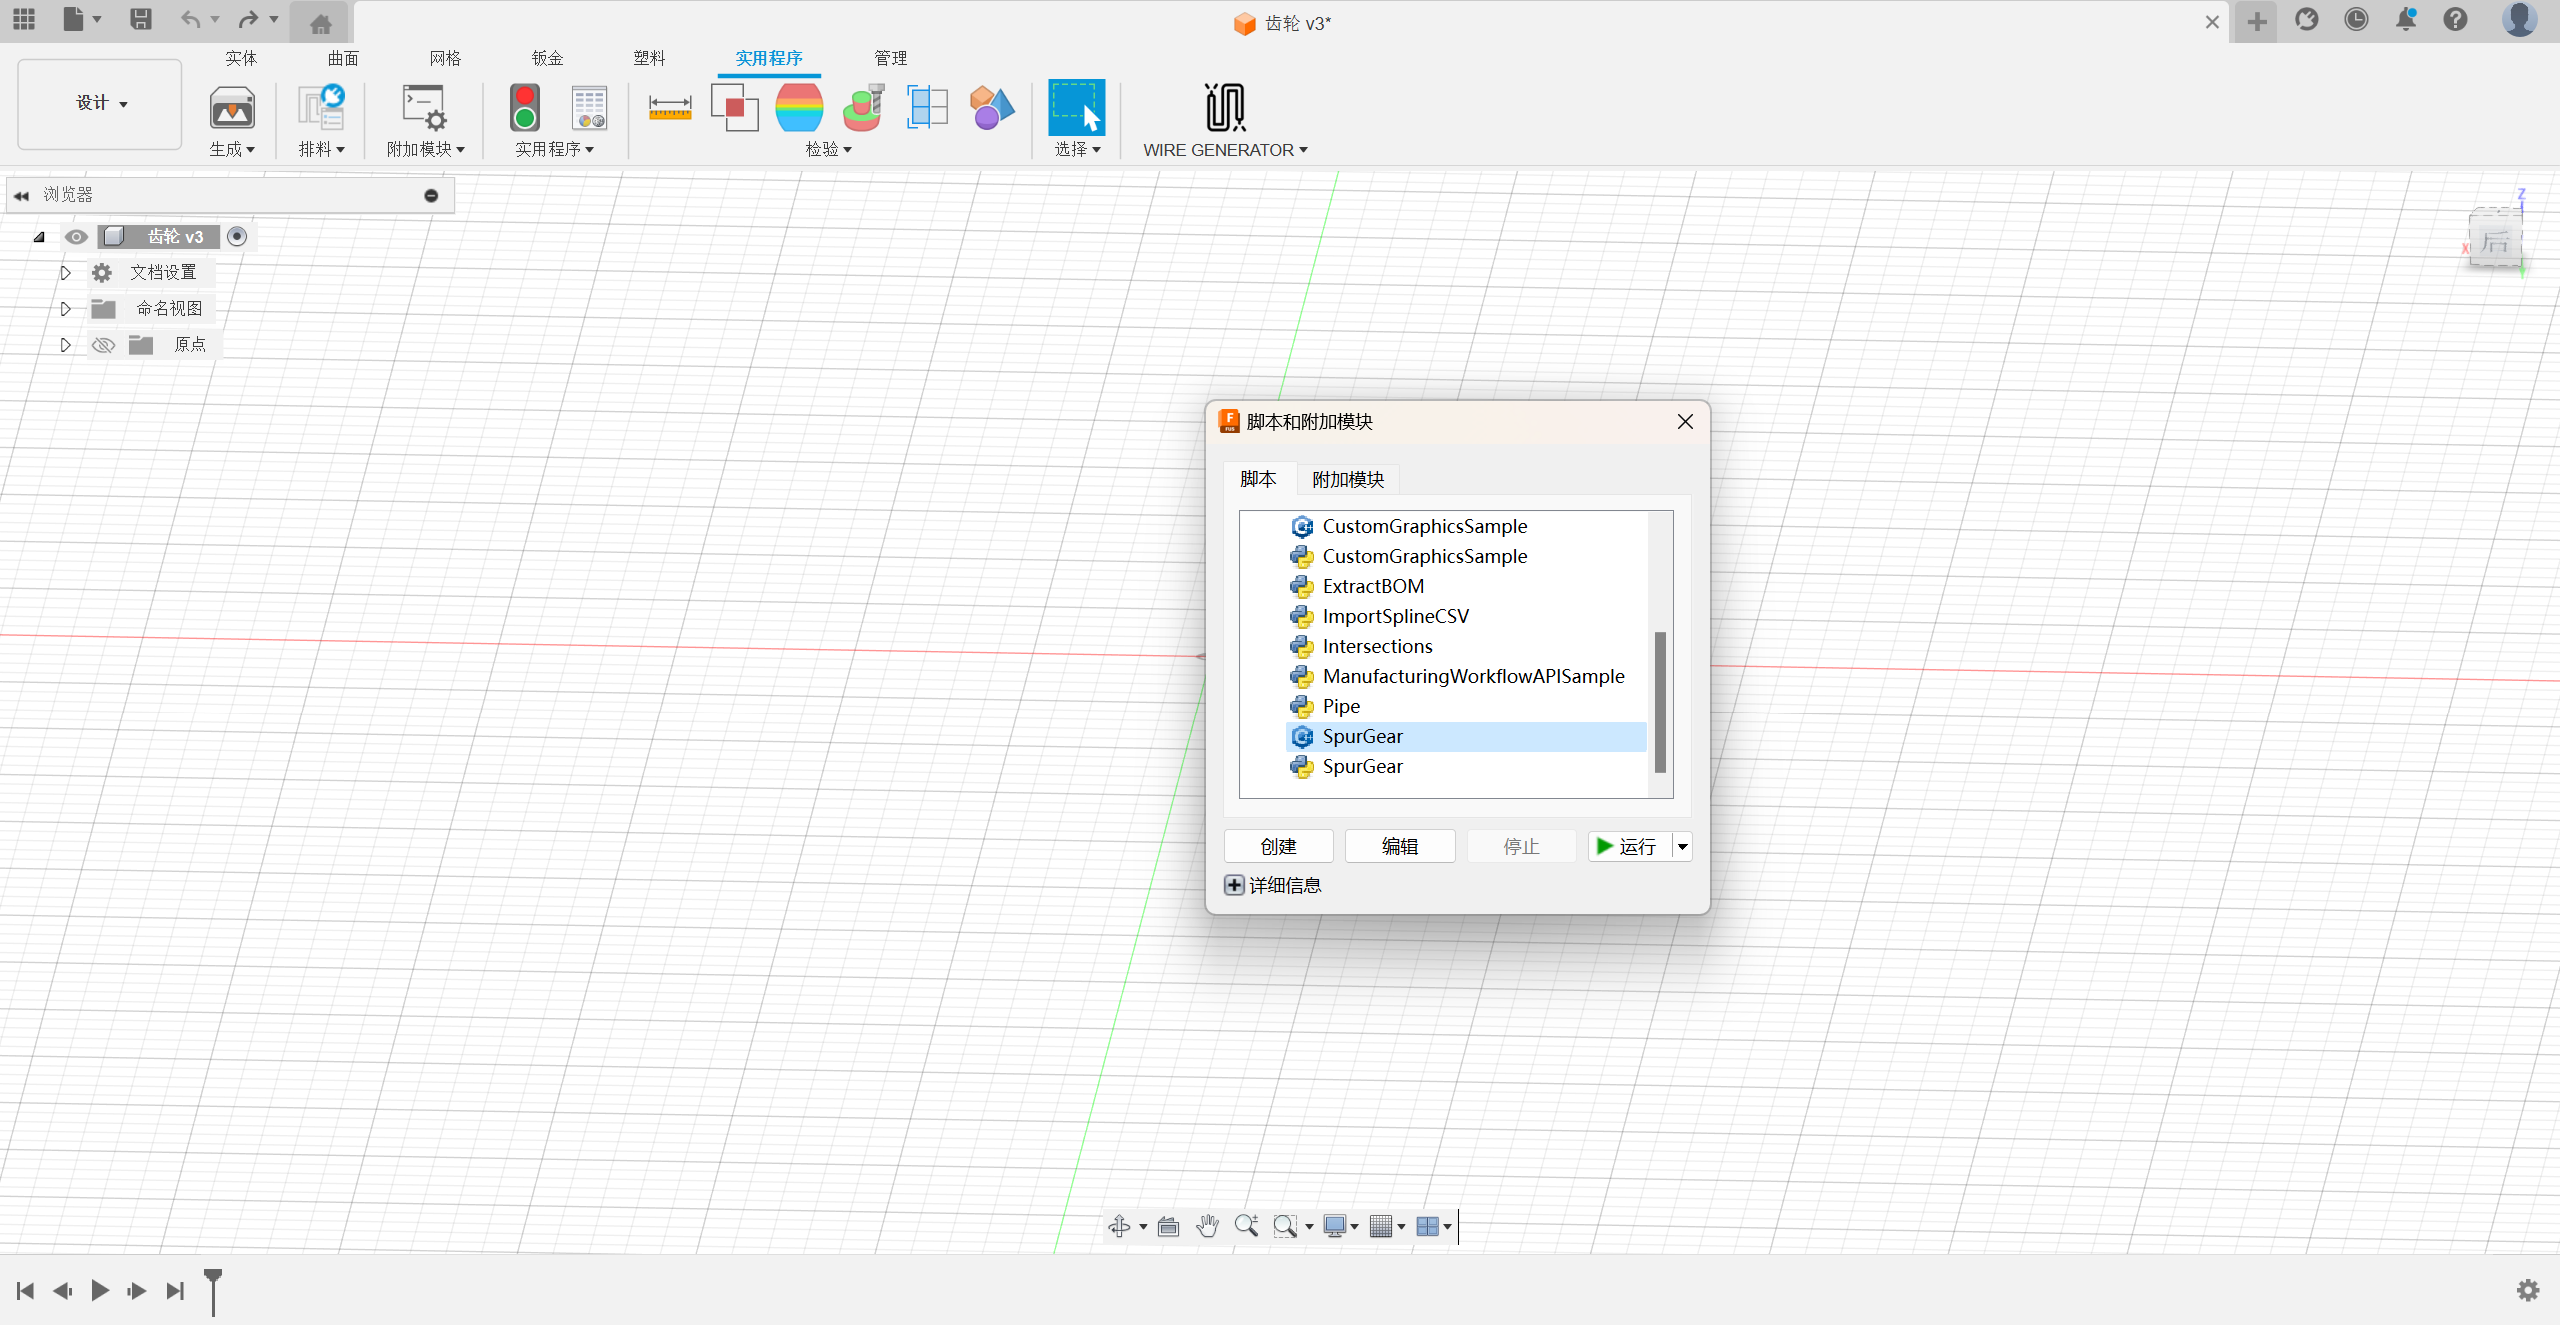 齿轮 v3*
实体 曲面 网格 钣金 塑料 实用程序 管理
设计
生成 排料 附加模块 实用程序 检验 选择 WIRE GENERATOR
浏览器
齿轮 v3
文档设置
命名视图
原点
Z
X
后
脚本和附加模块
脚本 附加模块
CustomGraphicsSample
CustomGraphicsSample
ExtractBOM
ImportSplineCSV
Intersections
ManufacturingWorkflowAPISample
Pipe
SpurGear
SpurGear
创建 编辑 停止 运行
详细信息